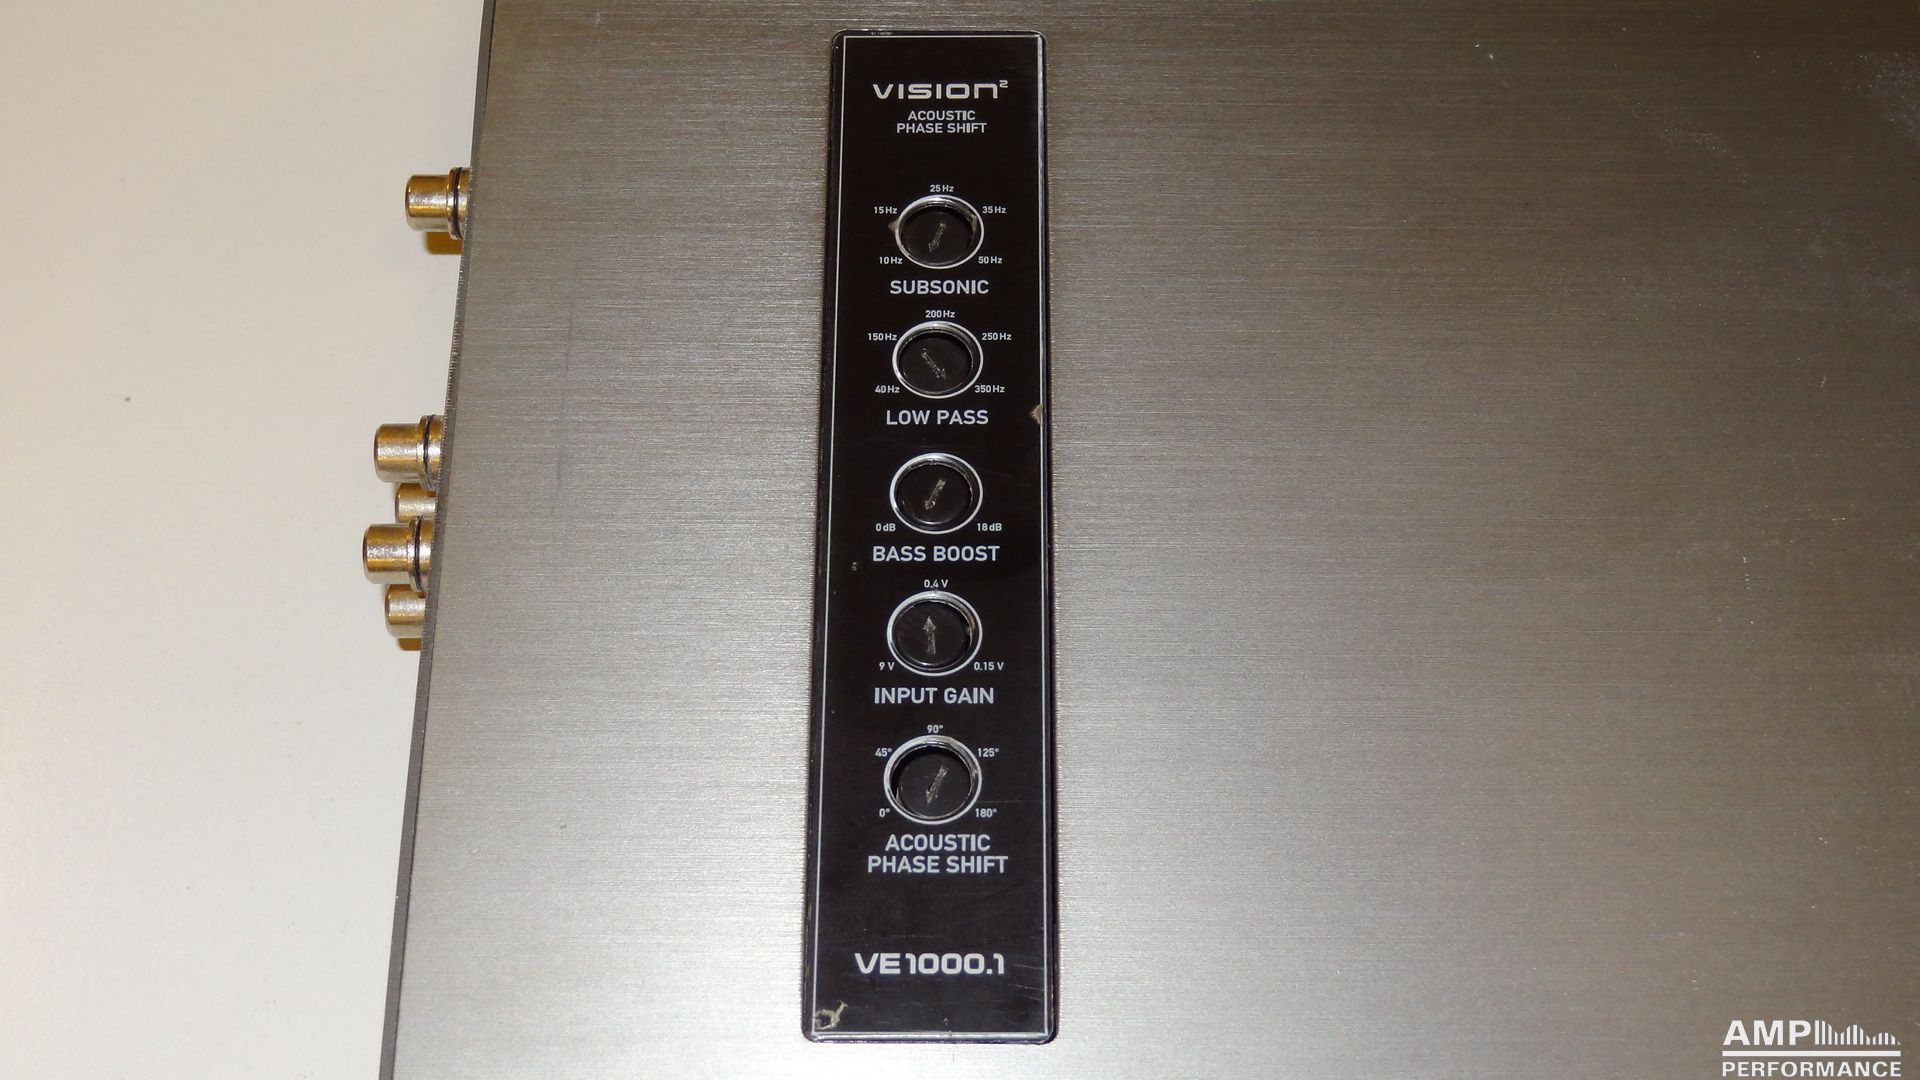 VISION²
ACOUSTIC
PHASE SHIFT
25 Hz
15 Hz 35 Hz
10 Hz 50 Hz
SUBSONIC
200 Hz
150 Hz 250 Hz
40 Hz 350 Hz
LOW PASS
0 dB 18 dB
BASS BOOST
0.4 V
9 V 0.15 V
INPUT GAIN
90°
45° 125°
0° 180°
ACOUSTIC
PHASE SHIFT
VE1000.1
AMP
PERFORMANCE